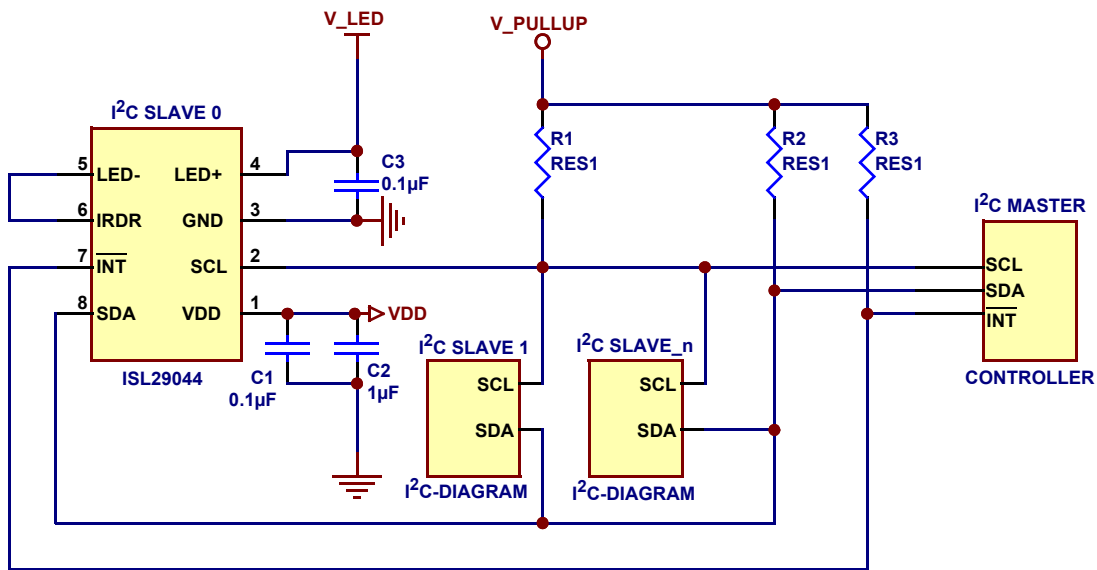 V_LED
V_PULLUP
I²C SLAVE 0
5 LED- LED+ 4
6 IRDR GND 3
7 INT SCL 2
8 SDA VDD 1
ISL29044
C3
0.1µF
R1
RES1
R2
RES1
R3
RES1
I²C MASTER
SCL
SDA
INT
CONTROLLER
VDD
C1
0.1µF
C2
1µF
I²C SLAVE 1
SCL
SDA
I²C-DIAGRAM
I²C SLAVE_n
SCL
SDA
I²C-DIAGRAM